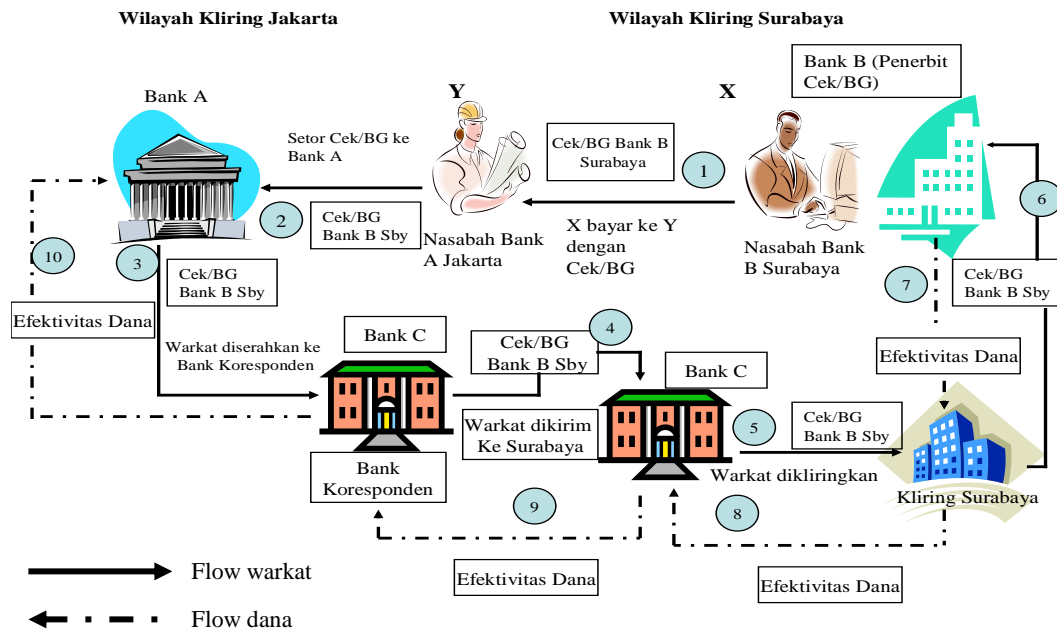 Wilayah Kliring Jakarta
Wilayah Kliring Surabaya
Bank A
Y
X
Bank B (Penerbit
Cek/BG)
Setor Cek/BG ke
Bank A
Cek/BG Bank B
Surabaya
1
2
Cek/BG
Bank B Sby
Nasabah Bank
A Jakarta
X bayar ke Y
dengan
Cek/BG
Nasabah Bank
B Surabaya
6
7
Cek/BG
Bank B Sby
10
3
Cek/BG
Bank B Sby
Efektivitas Dana
Warkat diserahkan ke
Bank Koresponden
Bank C
4
Cek/BG
Bank B Sby
Bank C
Efektivitas Dana
Warkat dikirim
Ke Surabaya
5
Cek/BG
Bank B Sby
Warkat dikliringkan
Kliring Surabaya
Bank
Koresponden
9
8
Efektivitas Dana
Efektivitas Dana
Flow warkat
Flow dana